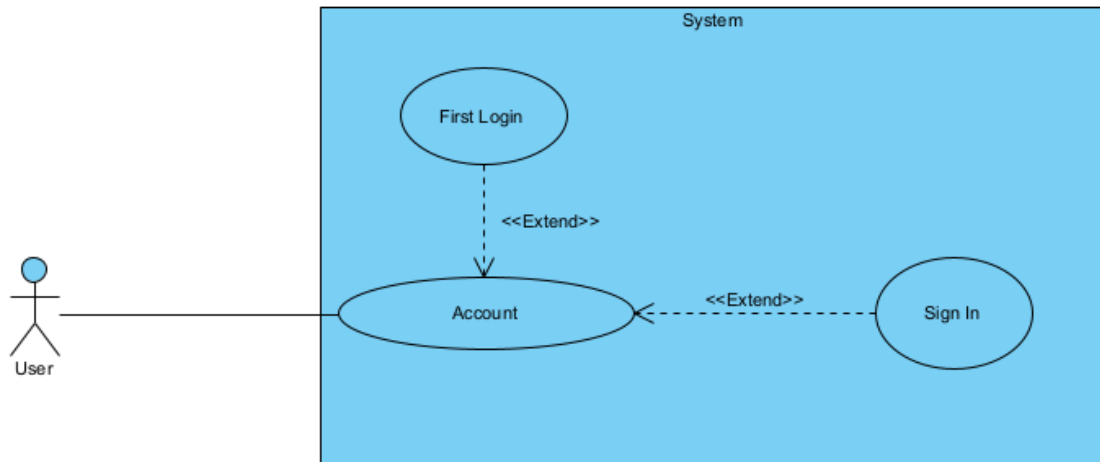 System
First Login
<<Extend>>
<<Extend>>
Account
Sign In
User